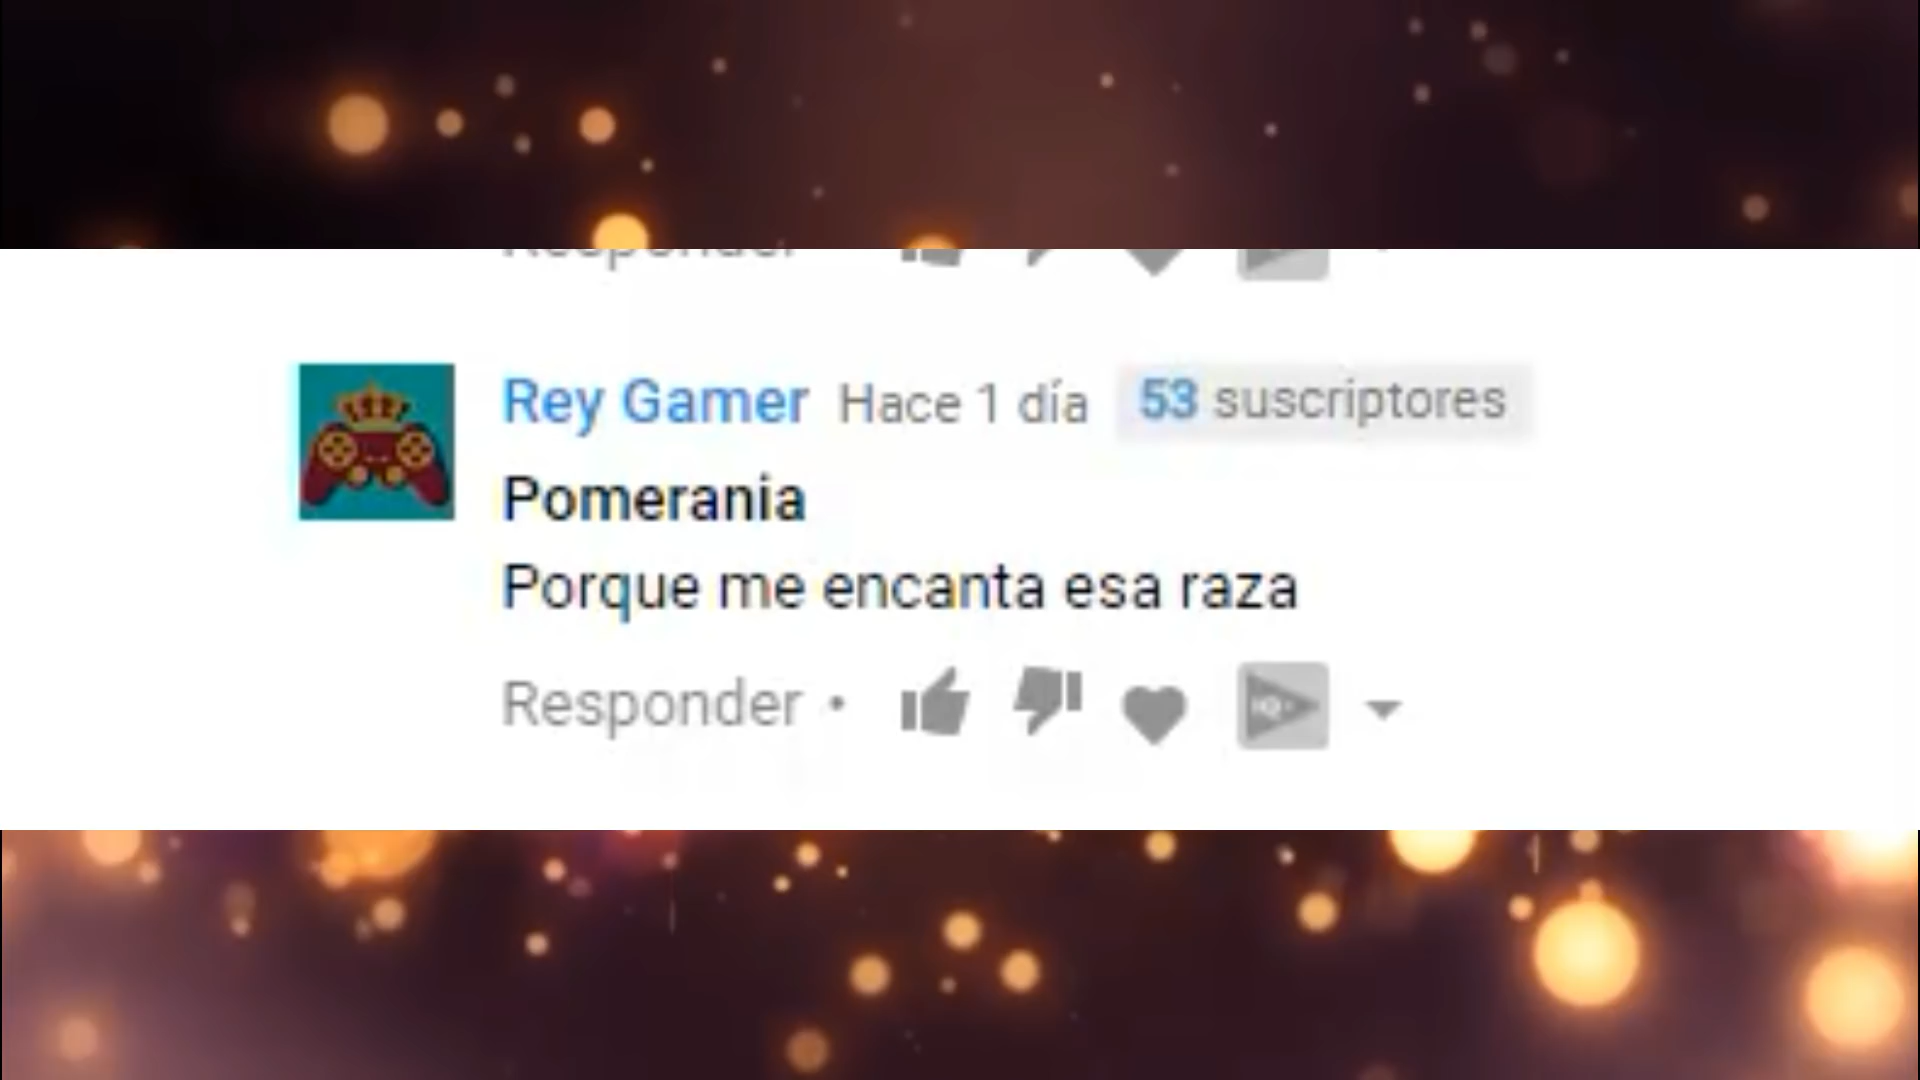 Responder
Rey Gamer Hace 1 día 53 suscriptores
Pomerania
Porque me encanta esa raza
Responder •